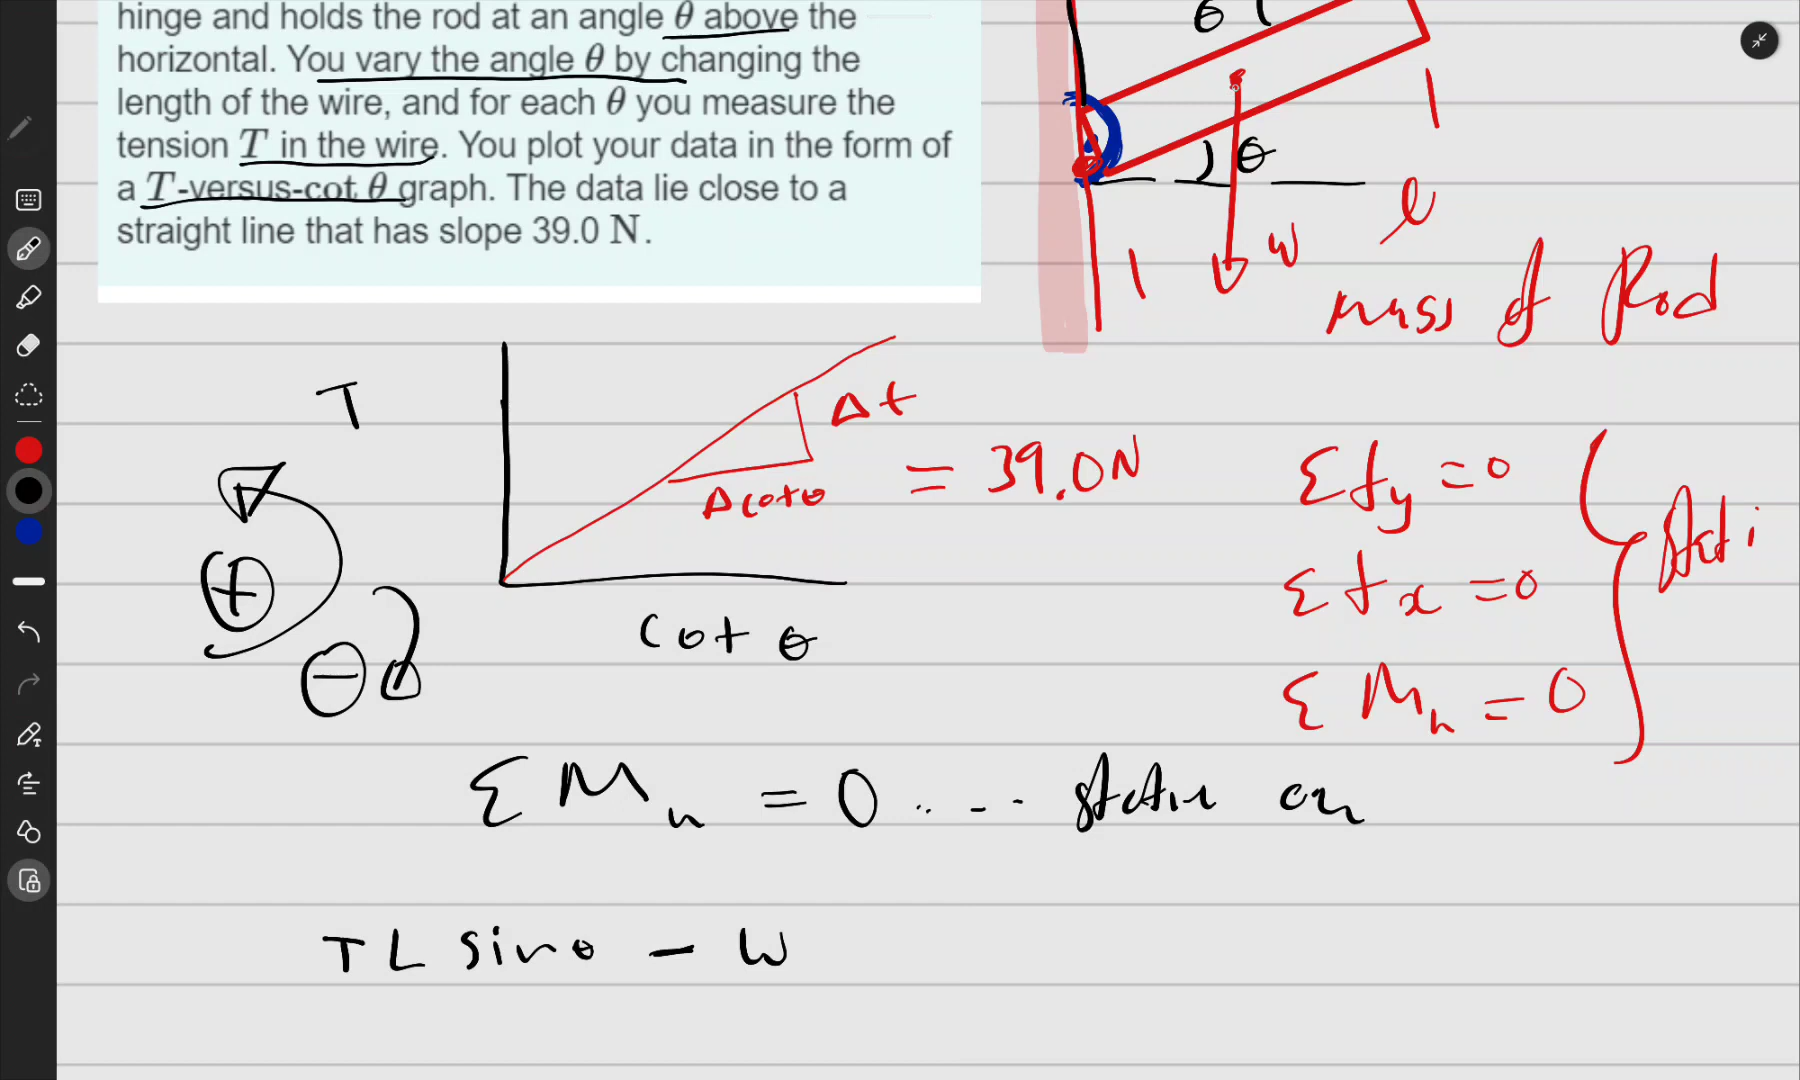 hinge and holds the rod at an angle θ above the
horizontal. You vary the angle θ by changing the
length of the wire, and for each θ you measure the
tension T in the wire. You plot your data in the form of
a T-versus-cot θ graph. The data lie close to a
straight line that has slope 39.0 N.
θ
θ
l
W
mass of Rod
T
Δt
Δcotθ
= 39.0N
cot θ
+
−
Σfy = 0
Σfx = 0
ΣMh = 0
stati
ΣMh = 0 .. - - -
TL sinθ - W